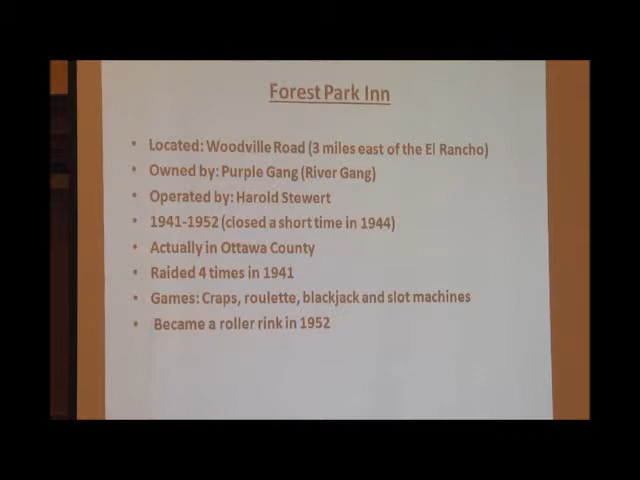 Forest Park Inn
• Located: Woodville Road (3 miles east of the El Rancho)
• Owned by: Purple Gang (River Gang)
• Operated by: Harold Stewert
• 1941-1952 (closed a short time in 1944)
• Actually in Ottawa County
• Raided 4 times in 1941
• Games: Craps, roulette, blackjack and slot machines
• Became a roller rink in 1952